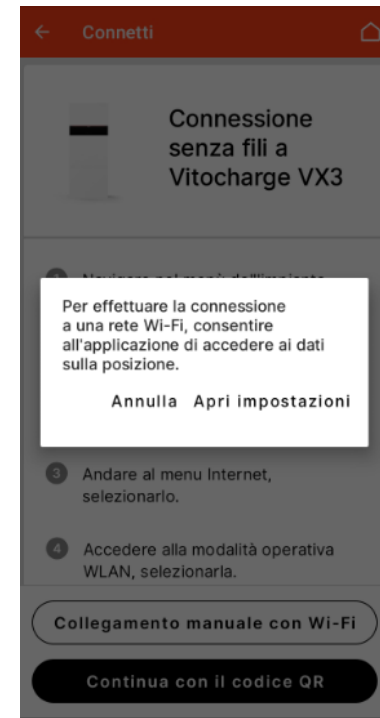 Connetti
Connessione
senza fili a
Vitocharge VX3
Per effettuare la connessione
a una rete Wi-Fi, consentire
all'applicazione di accedere ai dati
sulla posizione.
Annulla Apri impostazioni
3 Andare al menu Internet,
selezionarlo.
4 Accedere alla modalità operativa
WLAN, selezionarla.
Collegamento manuale con Wi-Fi
Continua con il codice QR